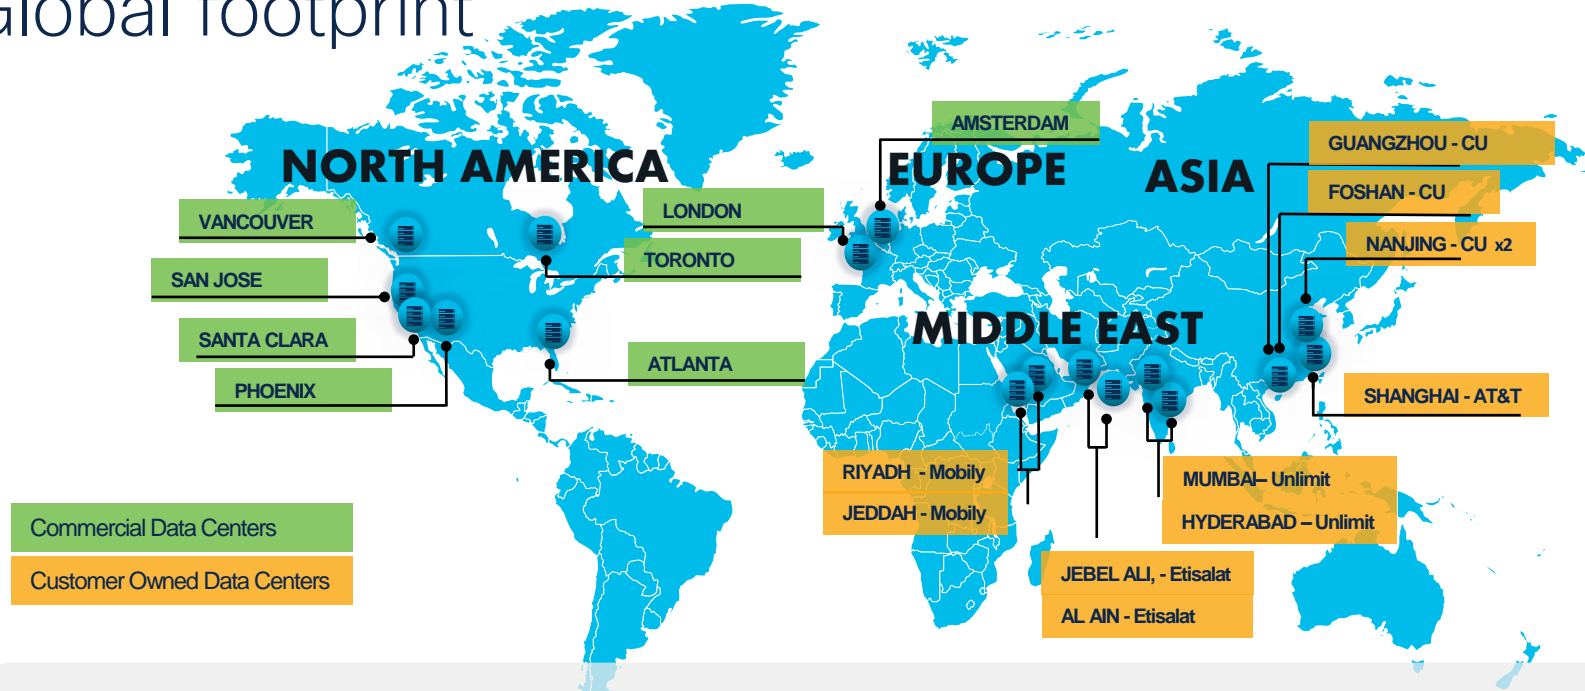 Global footprint
NORTH AMERICA
EUROPE
ASIA
MIDDLE EAST
VANCOUVER
SAN JOSE
SANTA CLARA
PHOENIX
LONDON
TORONTO
ATLANTA
AMSTERDAM
GUANGZHOU - CU
FOSHAN - CU
NANJING - CU x2
SHANGHAI - AT&T
RIYADH - Mobily
JEDDAH - Mobily
MUMBAI– Unlimit
HYDERABAD – Unlimit
JEBEL ALI, - Etisalat
AL AIN - Etisalat
Commercial Data Centers
Customer Owned Data Centers